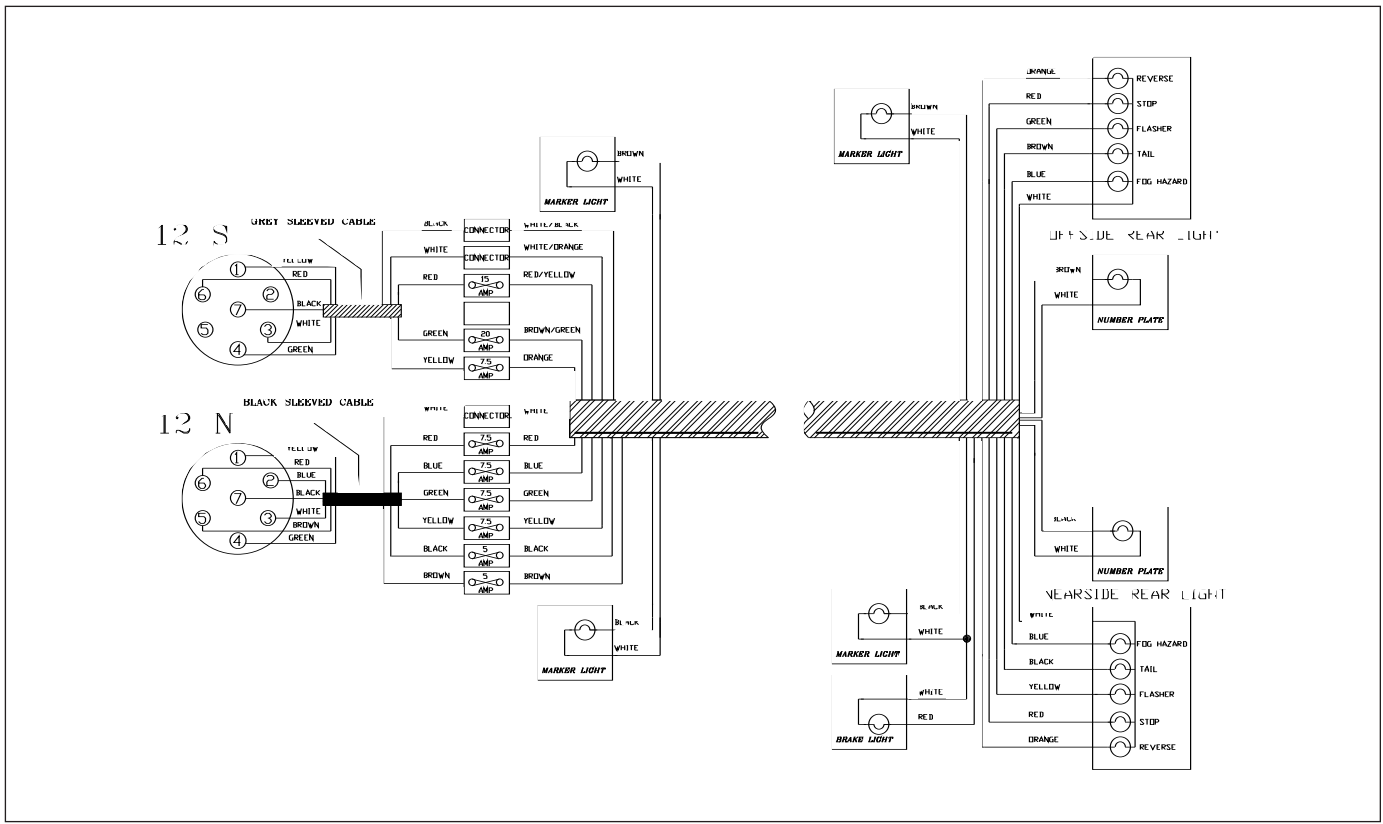 GREY SLEEVED CABLE
12 S
YELLOW
RED
BLACK
WHITE
GREEN
1
6
2
7
5
3
4
BLACK
CONNECTOR
WHITE/BLACK
WHITE
CONNECTOR
WHITE/ORANGE
RED
15
AMP
RED/YELLOW
GREEN
20
AMP
BROWN/GREEN
YELLOW
7.5
AMP
ORANGE
BLACK SLEEVED CABLE
12 N
YELLOW
RED
BLUE
BLACK
WHITE
BROWN
GREEN
1
6
2
7
5
3
4
WHITE
CONNECTOR
WHITE
RED
7.5
AMP
RED
BLUE
7.5
AMP
BLUE
GREEN
7.5
AMP
GREEN
YELLOW
7.5
AMP
YELLOW
BLACK
5
AMP
BLACK
BROWN
5
AMP
BROWN
BROWN
WHITE
MARKER LIGHT
BLACK
WHITE
MARKER LIGHT
BROWN
WHITE
MARKER LIGHT
BLACK
WHITE
MARKER LIGHT
WHITE
RED
BRAKE LIGHT
ORANGE
REVERSE
RED
STOP
GREEN
FLASHER
BROWN
TAIL
BLUE
FOG HAZARD
WHITE
OFFSIDE REAR LIGHT
BROWN
WHITE
NUMBER PLATE
BLACK
WHITE
NUMBER PLATE
NEARSIDE REAR LIGHT
WHITE
BLUE
FOG HAZARD
BLACK
TAIL
YELLOW
FLASHER
RED
STOP
ORANGE
REVERSE